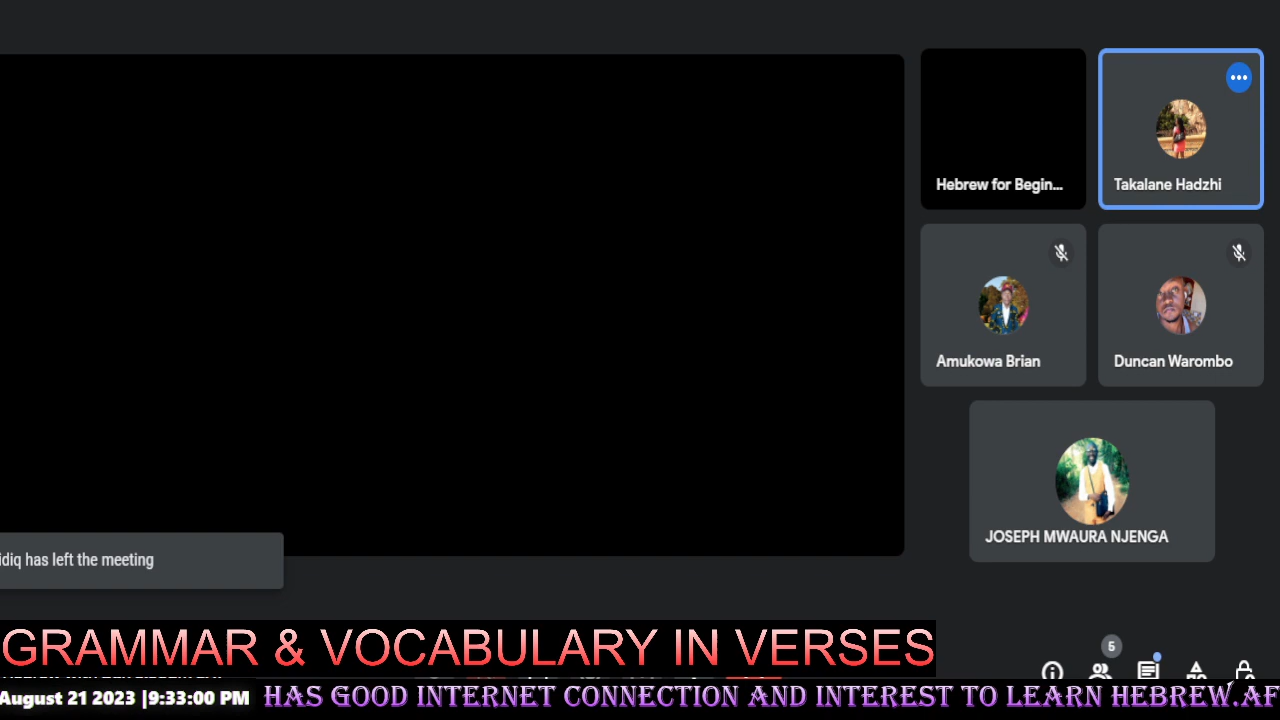 Hebrew for Begin...
Takalane Hadzhi
Amukowa Brian
Duncan Warombo
JOSEPH MWAURA NJENGA
idiq has left the meeting
GRAMMAR & VOCABULARY IN VERSES
5
August 21 2023 |9:33:00 PM
HAS GOOD INTERNET CONNECTION AND INTEREST TO LEARN HEBREW.AF